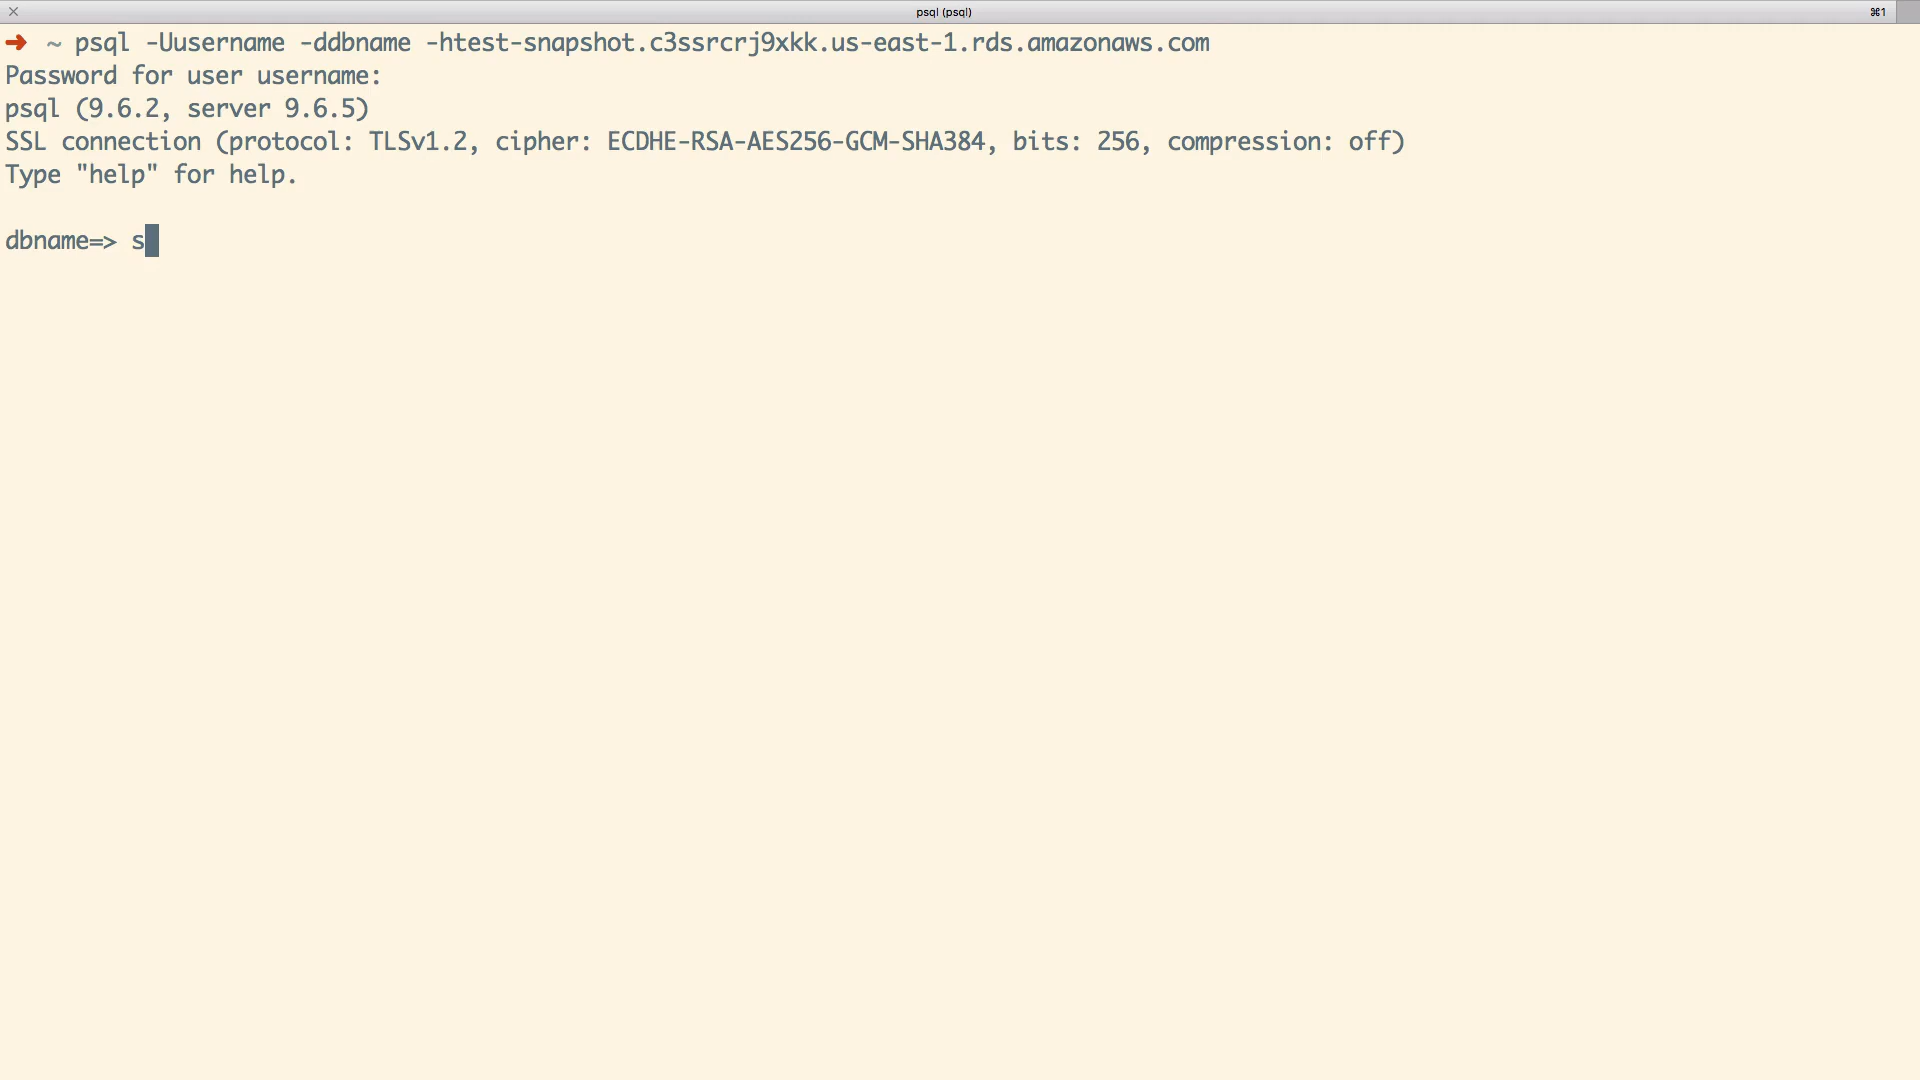 psql (psql)
⌘1
➜ ~ psql -Uusername -ddbname -htest-snapshot.c3ssrcrj9xkk.us-east-1.rds.amazonaws.com
Password for user username:
psql (9.6.2, server 9.6.5)
SSL connection (protocol: TLSv1.2, cipher: ECDHE-RSA-AES256-GCM-SHA384, bits: 256, compression: off)
Type "help" for help.
dbname=> s